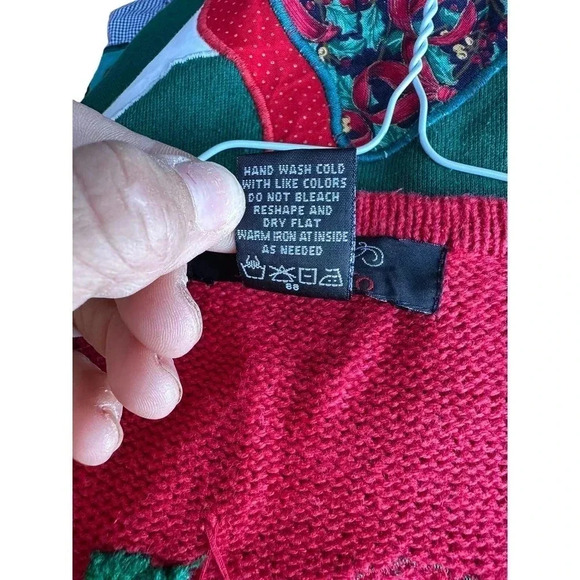 HAND WASH COLD
WITH LIKE COLORS
DO NOT BLEACH
RESHAPE AND
DRY FLAT
WARM IRON AT INSIDE
AS NEEDED
88
C